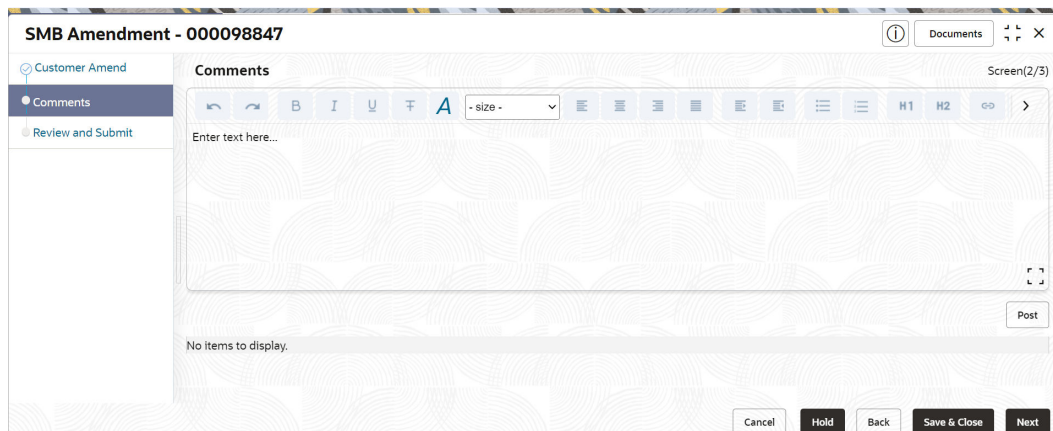 SMB Amendment - 000098847
Documents
Customer Amend
Comments
Review and Submit
Comments
Screen(2/3)
B I U T A - size - H1 H2
Enter text here...
Post
No items to display.
Cancel Hold Back Save & Close Next